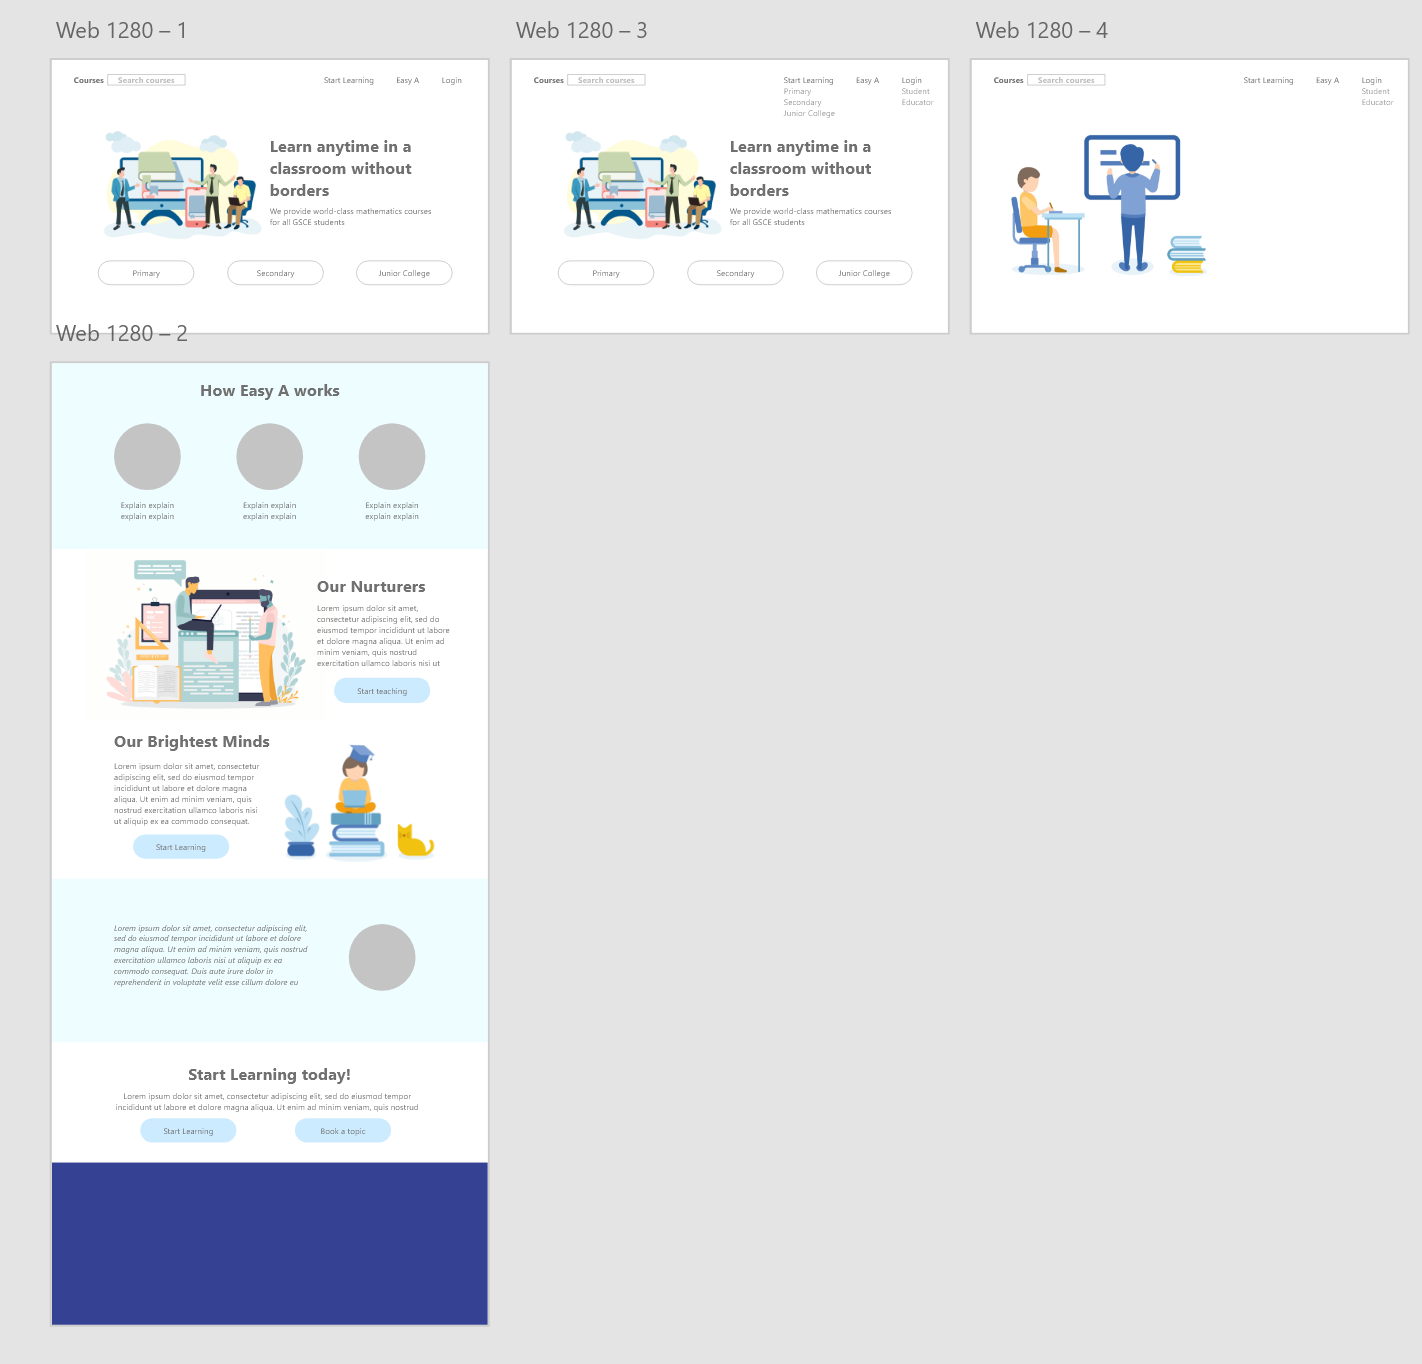 Web 1280 – 1
Courses Search courses Start Learning Easy A Login
Learn anytime in a
classroom without
borders
We provide world-class mathematics courses
for all GSCE students
Primary Secondary Junior College
Web 1280 – 3
Courses Search courses Start Learning Easy A Login
Primary Student
Secondary Educator
Junior College
Learn anytime in a
classroom without
borders
We provide world-class mathematics courses
for all GSCE students
Primary Secondary Junior College
Web 1280 – 4
Courses Search courses Start Learning Easy A Login
Student
Educator
Web 1280 – 2
How Easy A works
Explain explain Explain explain Explain explain
explain explain explain explain explain explain
Our Nurturers
Lorem ipsum dolor sit amet,
consectetur adipiscing elit, sed do
eiusmod tempor incididunt ut labore
et dolore magna aliqua. Ut enim ad
minim veniam, quis nostrud
exercitation ullamco laboris nisi ut
Start teaching
Our Brightest Minds
Lorem ipsum dolor sit amet, consectetur
adipiscing elit, sed do eiusmod tempor
incididunt ut labore et dolore magna
aliqua. Ut enim ad minim veniam, quis
nostrud exercitation ullamco laboris nisi
ut aliquip ex ea commodo consequat.
Start Learning
Lorem ipsum dolor sit amet, consectetur adipiscing elit,
sed do eiusmod tempor incididunt ut labore et dolore
magna aliqua. Ut enim ad minim veniam, quis nostrud
exercitation ullamco laboris nisi ut aliquip ex ea
commodo consequat. Duis aute irure dolor in
reprehenderit in voluptate velit esse cillum dolore eu
Start Learning today!
Lorem ipsum dolor sit amet, consectetur adipiscing elit, sed do eiusmod tempor
incididunt ut labore et dolore magna aliqua. Ut enim ad minim veniam, quis nostrud
Start Learning Book a topic